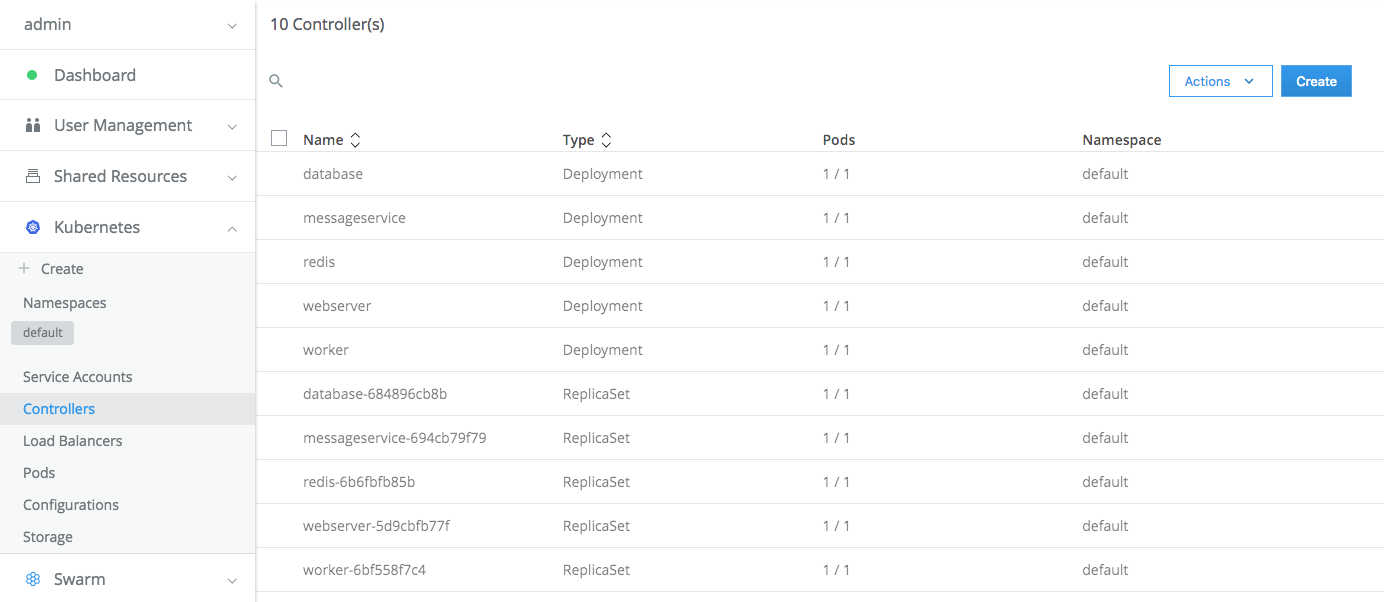 admin
Dashboard
User Management
Shared Resources
Kubernetes
Create
Namespaces
default
Service Accounts
Controllers
Load Balancers
Pods
Configurations
Storage
Swarm
10 Controller(s)
Actions Create
Name Type Pods Namespace
database Deployment 1 / 1 default
messageservice Deployment 1 / 1 default
redis Deployment 1 / 1 default
webserver Deployment 1 / 1 default
worker Deployment 1 / 1 default
database-684896cb8b ReplicaSet 1 / 1 default
messageservice-694cb79f79 ReplicaSet 1 / 1 default
redis-6b6fbfb85b ReplicaSet 1 / 1 default
webserver-5d9cbfb77f ReplicaSet 1 / 1 default
worker-6bf558f7c4 ReplicaSet 1 / 1 default